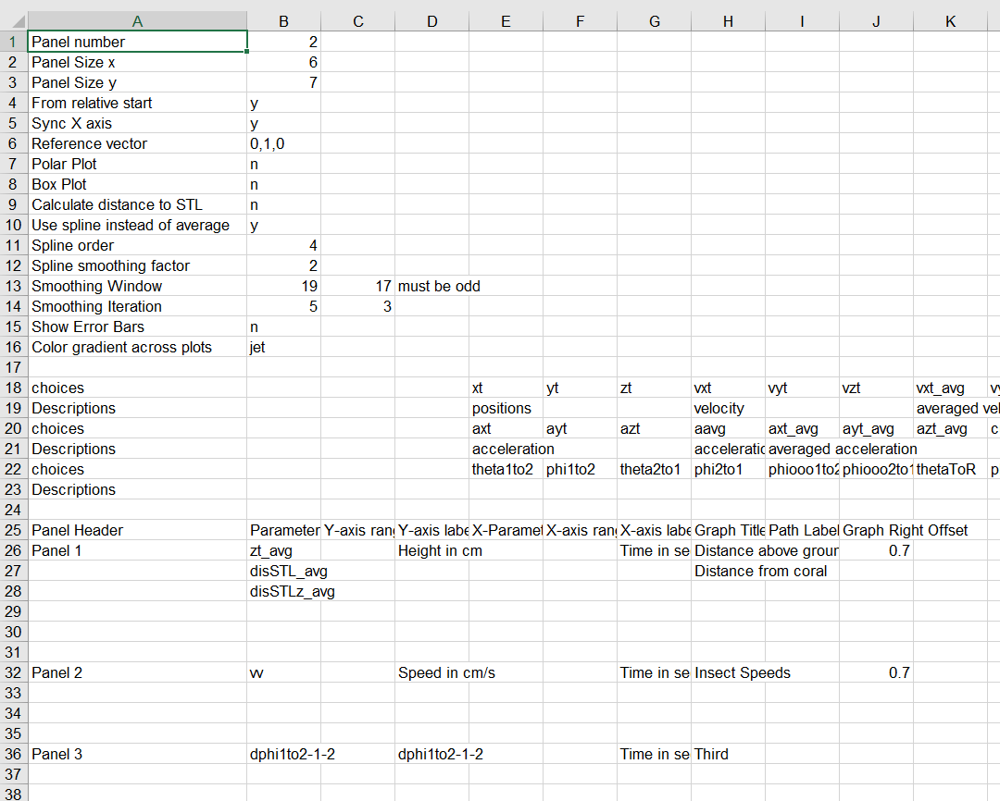 A B C D E F G H I J K
1 Panel number 2
2 Panel Size x 6
3 Panel Size y 7
4 From relative start y
5 Sync X axis y
6 Reference vector 0,1,0
7 Polar Plot n
8 Box Plot n
9 Calculate distance to STL n
10 Use spline instead of average y
11 Spline order 4
12 Spline smoothing factor 2
13 Smoothing Window 19 17 must be odd
14 Smoothing Iteration 5 3
15 Show Error Bars n
16 Color gradient across plots jet
17
18 choices xt yt zt vxt vyt vzt vxt_avg vy
19 Descriptions positions velocity averaged vel
20 choices axt ayt azt aavg axt_avg ayt_avg azt_avg c
21 Descriptions acceleration acceleratio averaged acceleration
22 choices theta1to2 phi1to2 theta2to1 phi2to1 phiooo1to2 phiooo2to1 thetaToR p
23 Descriptions
24
25 Panel Header Parameter Y-axis rang Y-axis labe X-Paramet X-axis rang X-axis labe Graph Title Path Label Graph Right Offset
26 Panel 1 zt_avg Height in cm Time in se Distance above groun 0.7
27 disSTL_avg Distance from coral
28 disSTLz_avg
29
30
31
32 Panel 2 vv Speed in cm/s Time in se Insect Speeds 0.7
33
34
35
36 Panel 3 dphi1to2-1-2 dphi1to2-1-2 Time in se Third
37
38